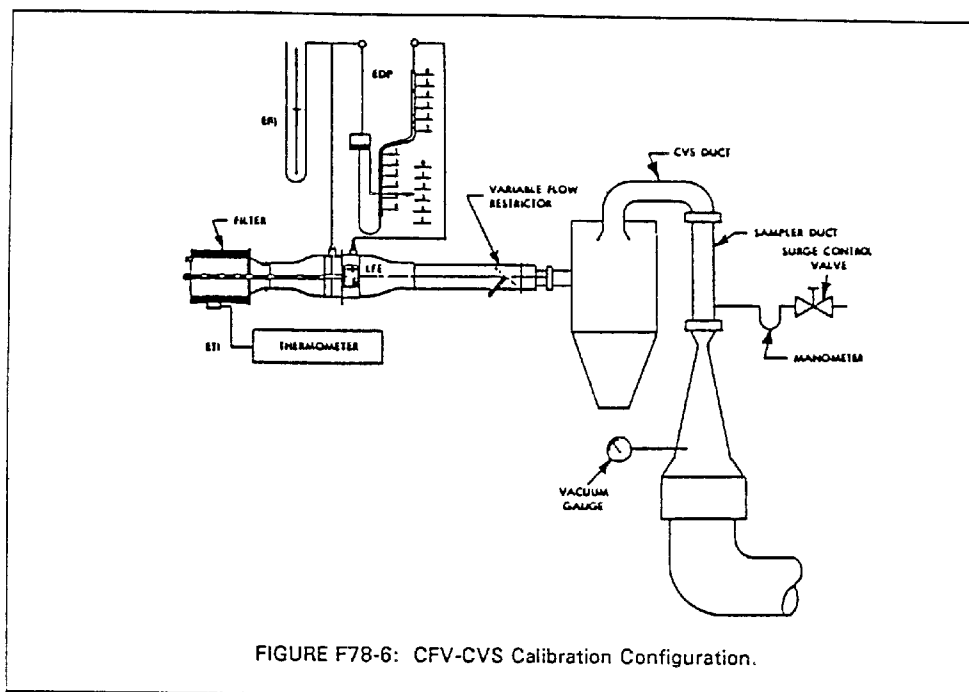 EDP
EPI
CVS DUCT
VARIABLE FLOW
RESTRICTOR
FILTER
SAMPLER DUCT
SURGE CONTROL
VALVE
LFE
ETI
THERMOMETER
MANOMETER
VACUUM
GAUGE
FIGURE F78-6: CFV-CVS Calibration Configuration.